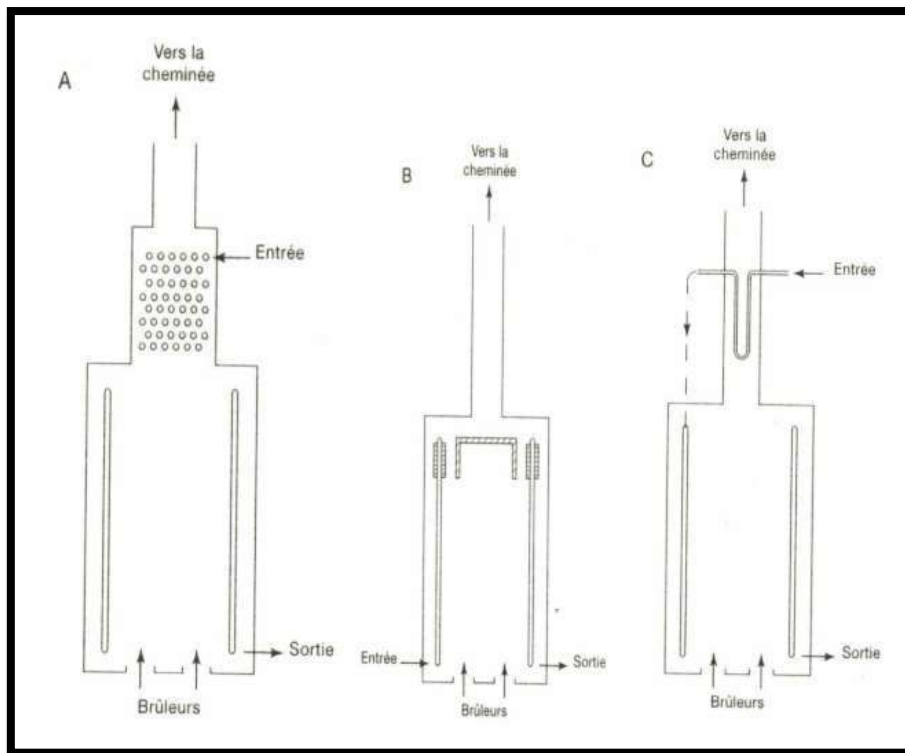 A
Vers la
cheminée
Entrée
Sortie
Brûleurs
B
Vers la
cheminée
Entrée
Sortie
Brûleurs
C
Vers la
cheminée
Entrée
Sortie
Brûleurs